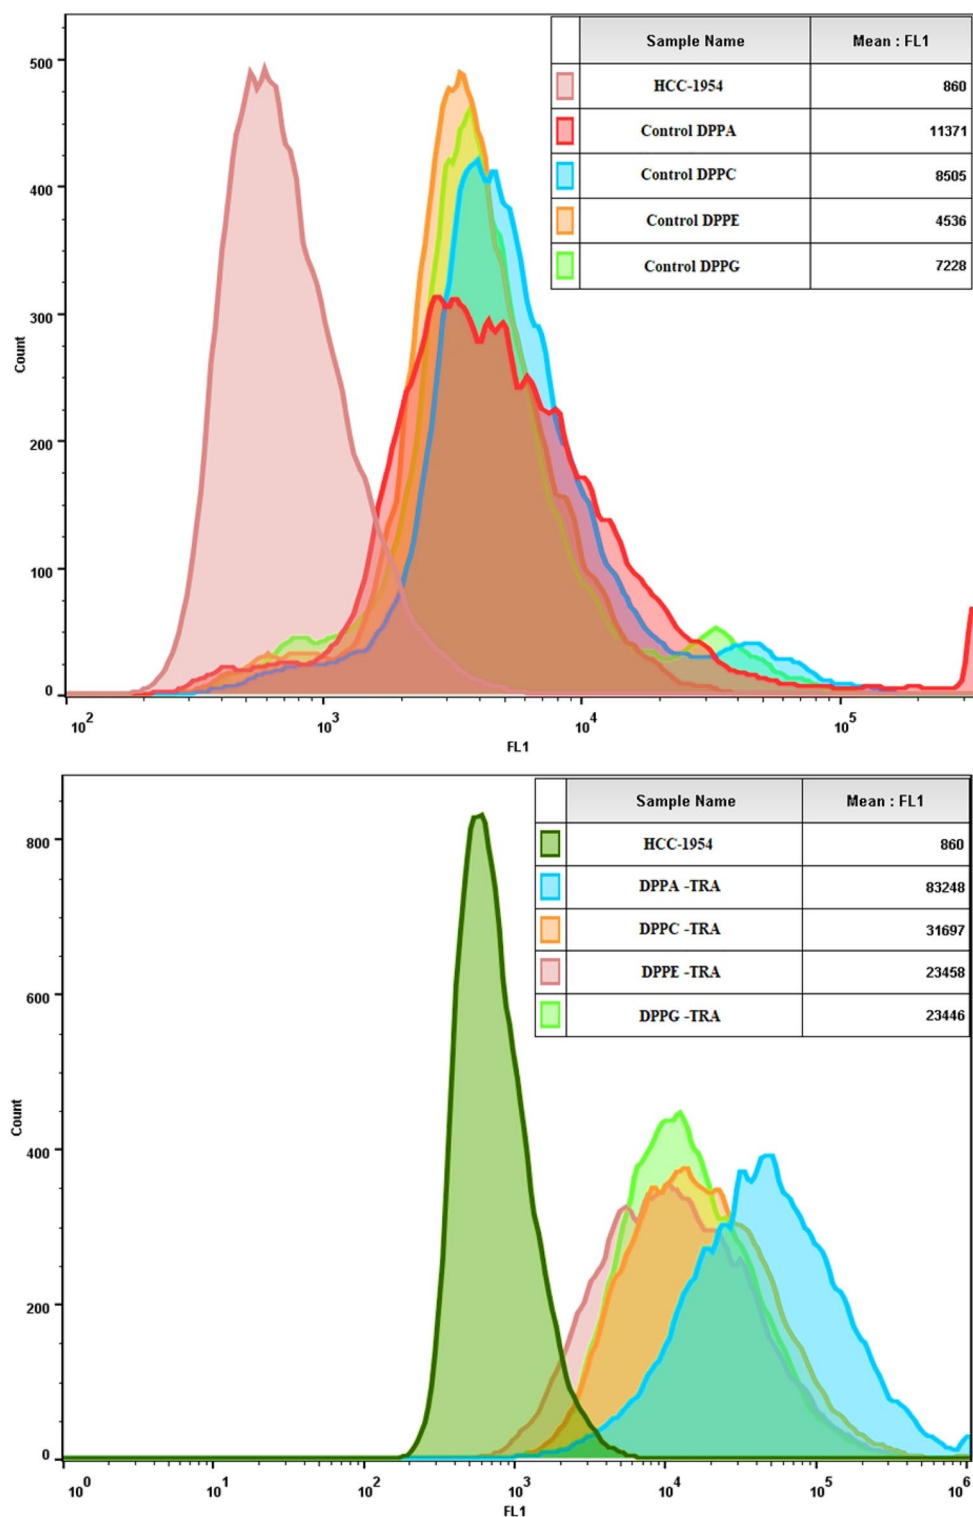 Sample Name Mean : FL1
HCC-1954 860
Control DPPA 11371
Control DPPC 8505
Control DPPE 4536
Control DPPG 7228
500
400
300
200
100
0
Count
10^2 10^3 10^4 10^5
FL1
Sample Name Mean : FL1
HCC-1954 860
DPPA -TRA 83248
DPPC -TRA 31697
DPPE -TRA 23458
DPPG -TRA 23446
800
600
400
200
0
Count
10^0 10^1 10^2 10^3 10^4 10^5 10^6
FL1